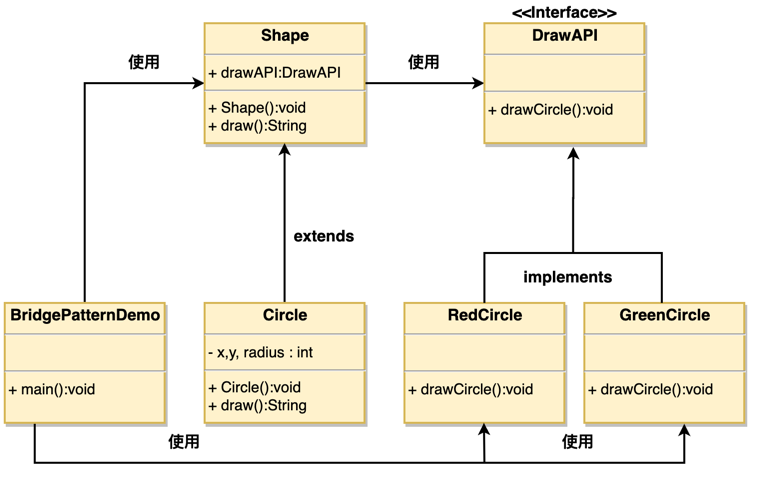 <<Interface>>
Shape
+ drawAPI:DrawAPI
+ Shape():void
+ draw():String
使用
使用
DrawAPI
+ drawCircle():void
extends
implements
BridgePatternDemo
+ main():void
Circle
- x,y, radius : int
+ Circle():void
+ draw():String
RedCircle
+ drawCircle():void
GreenCircle
+ drawCircle():void
使用
使用